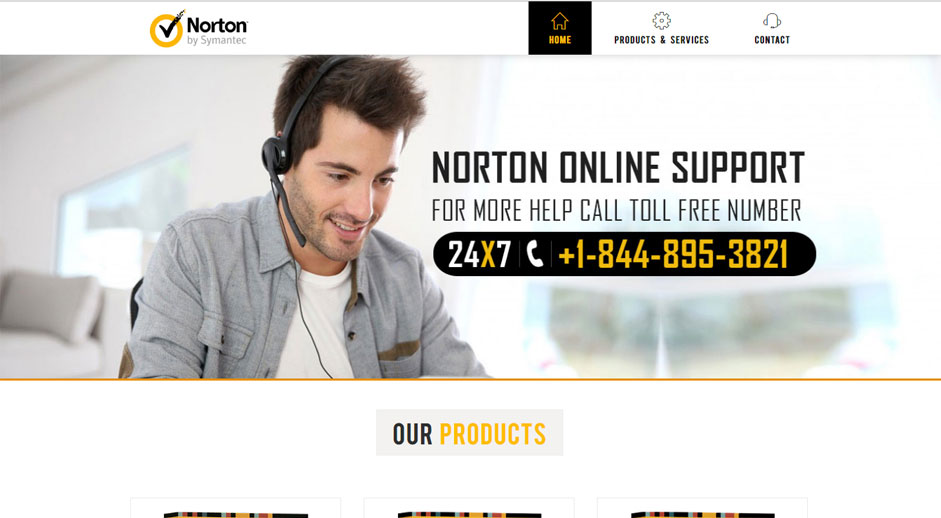 Norton
by Symantec
HOME
PRODUCTS & SERVICES
CONTACT
NORTON ONLINE SUPPORT
FOR MORE HELP CALL TOLL FREE NUMBER
24X7 +1-844-895-3821
OUR PRODUCTS